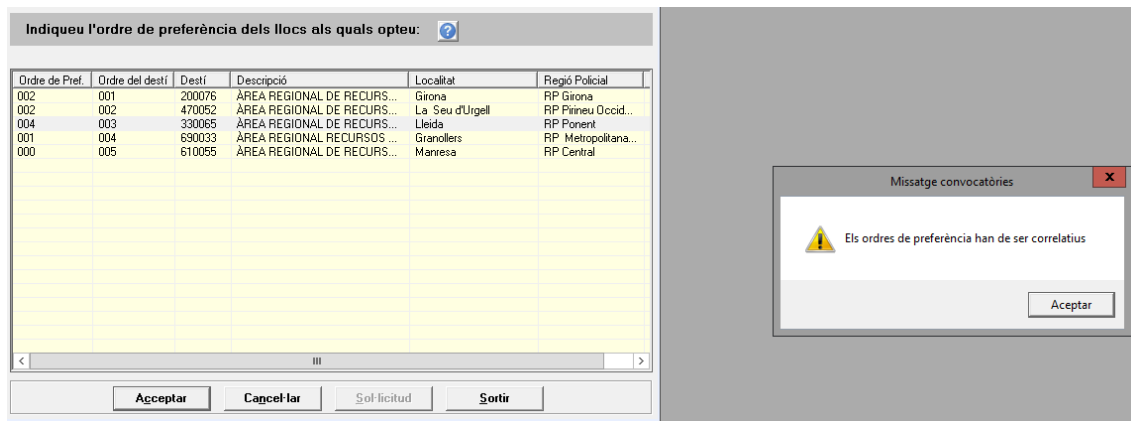 Indiqueu l'ordre de preferència dels llocs als quals opteu:
Ordre de Pref. Ordre del destí Destí Descripció Localitat Regió Policial
002 001 200076 ÀREA REGIONAL DE RECURS... Girona RP Girona
002 002 470052 ÀREA REGIONAL DE RECURS... La Seu d'Urgell RP Pirineu Occid...
004 003 330065 ÀREA REGIONAL DE RECURS... Lleida RP Ponent
001 004 690033 ÀREA REGIONAL RECURSOS ... Granollers RP Metropolitana...
000 005 610055 ÀREA REGIONAL DE RECURS... Manresa RP Central
Acceptar Cancel·lar Sol·licitud Sortir
Missatge convocatòries
Els ordres de preferència han de ser correlatius
Aceptar